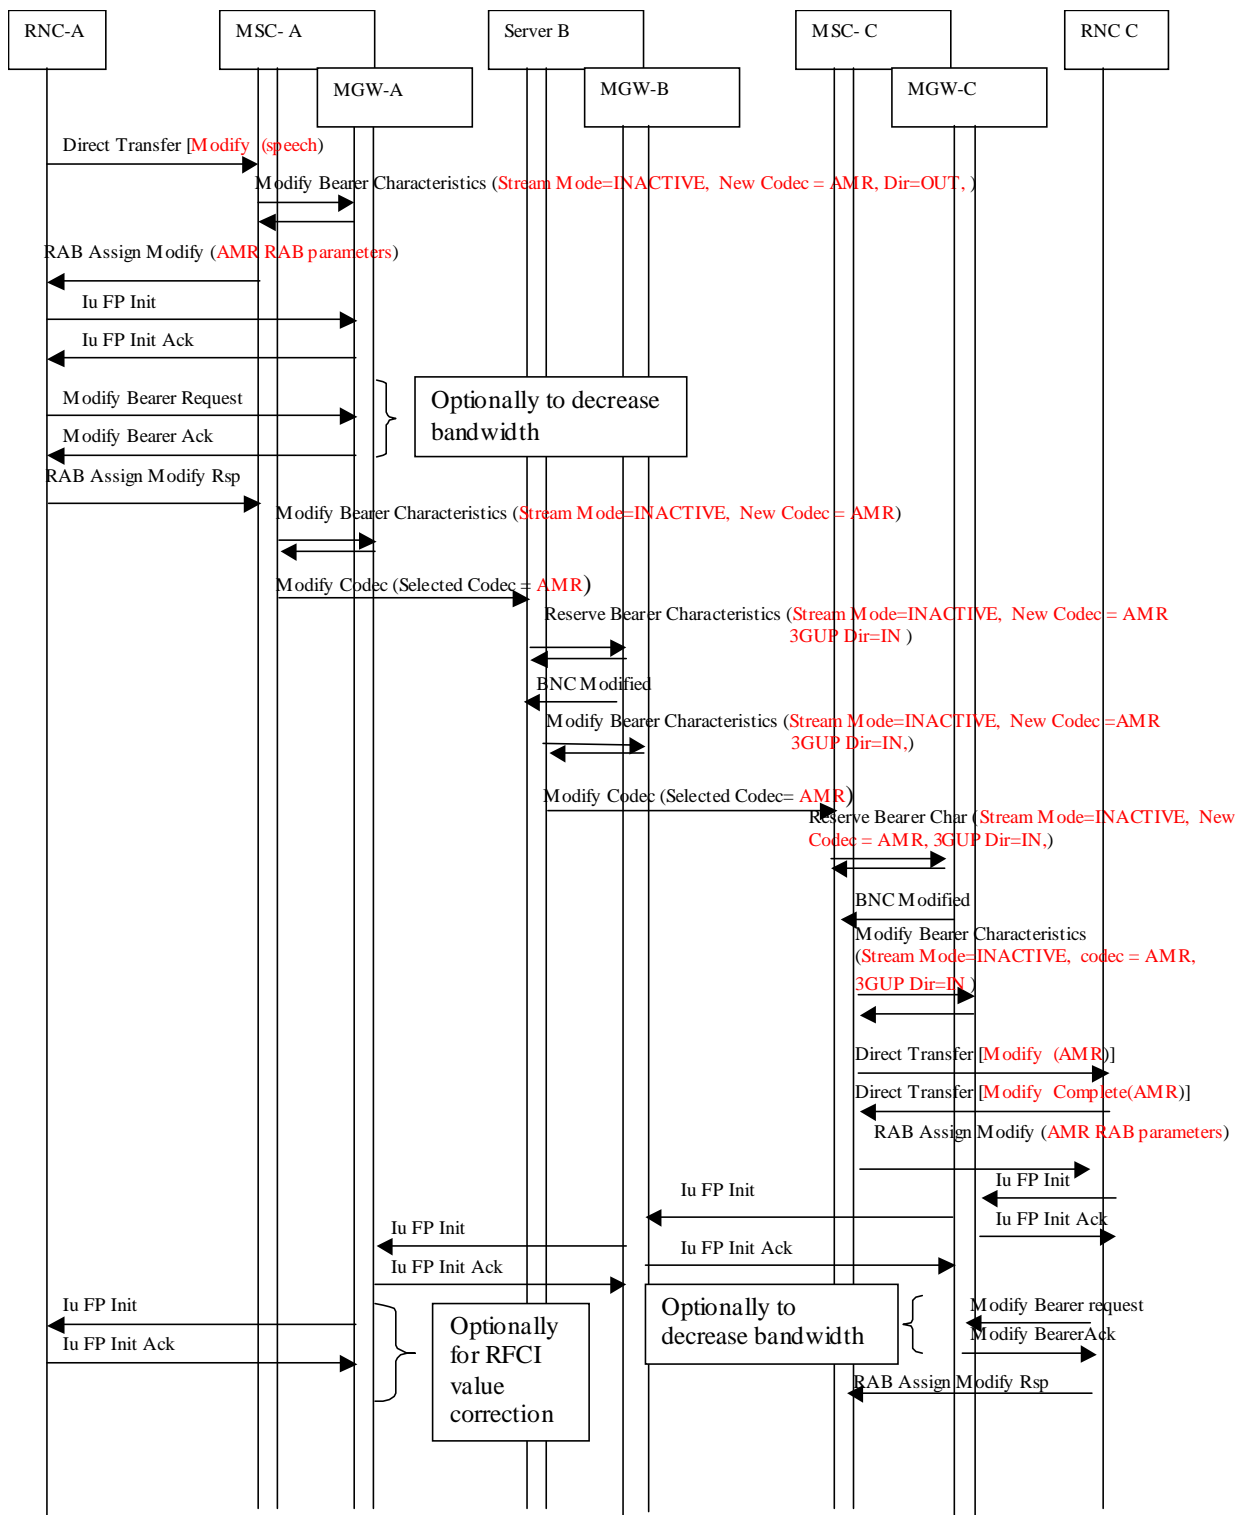 RNC-A
MSC- A
Server B
MSC- C
RNC C
MGW-A
MGW-B
MGW-C
Direct Transfer [Modify (speech)
Modify Bearer Characteristics (Stream Mode=INACTIVE, New Codec = AMR, Dir=OUT, )
RAB Assign Modify (AMR RAB parameters)
Iu FP Init
Iu FP Init Ack
Modify Bearer Request
Optionally to decrease
bandwidth
Modify Bearer Ack
RAB Assign Modify Rsp
Modify Bearer Characteristics (Stream Mode=INACTIVE, New Codec = AMR)
Modify Codec (Selected Codec = AMR)
Reserve Bearer Characteristics (Stream Mode=INACTIVE, New Codec = AMR
3GUP Dir=IN )
BNC Modified
Modify Bearer Characteristics (Stream Mode=INACTIVE, New Codec =AMR
3GUP Dir=IN,)
Modify Codec (Selected Codec= AMR)
Reserve Bearer Char (Stream Mode=INACTIVE, New
Codec = AMR, 3GUP Dir=IN,)
BNC Modified
Modify Bearer Characteristics
(Stream Mode=INACTIVE, codec = AMR,
3GUP Dir=IN )
Direct Transfer [Modify (AMR)]
Direct Transfer [Modify Complete(AMR)]
RAB Assign Modify (AMR RAB parameters)
Iu FP Init
Iu FP Init
Iu FP Init Ack
Iu FP Init
Iu FP Init Ack
Iu FP Init Ack
Iu FP Init
Optionally
for RFCI
value
correction
Optionally to
decrease bandwidth
Modify Bearer request
Iu FP Init Ack
Modify BearerAck
RAB Assign Modify Rsp